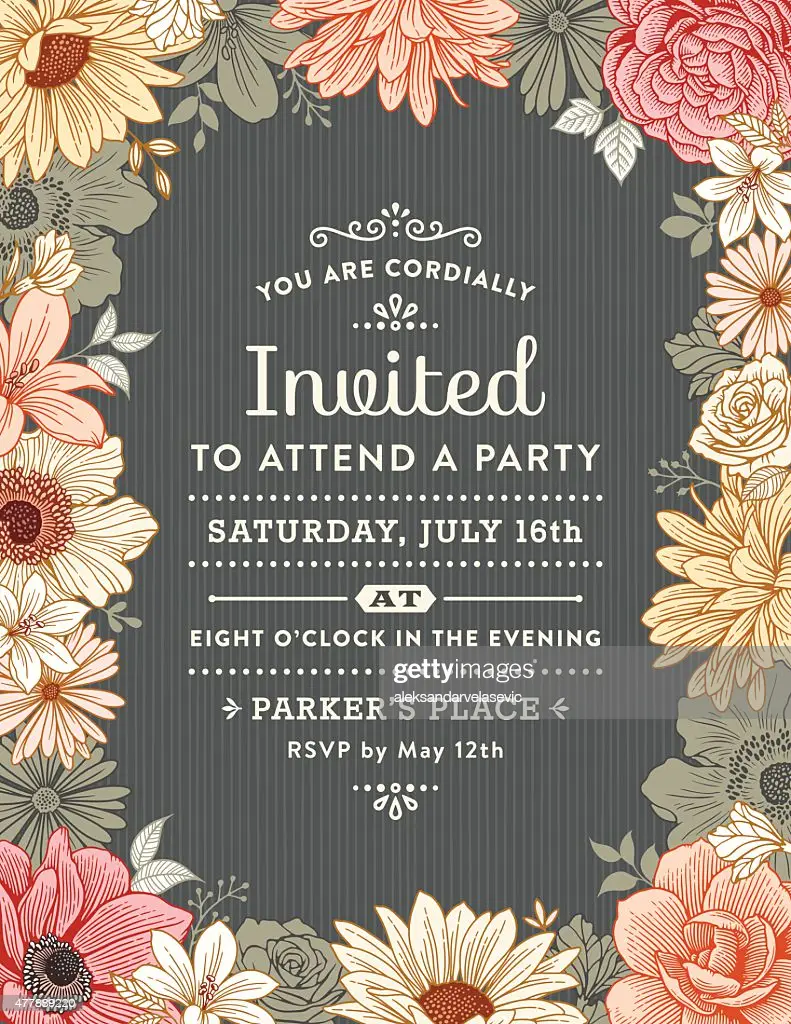 YOU ARE CORDIALLY
Invited
TO ATTEND A PARTY
SATURDAY, JULY 16th
AT
EIGHT O'CLOCK IN THE EVENING
gettyimages
aleksandarvelasevic
PARKER'S PLACE
RSVP by May 12th